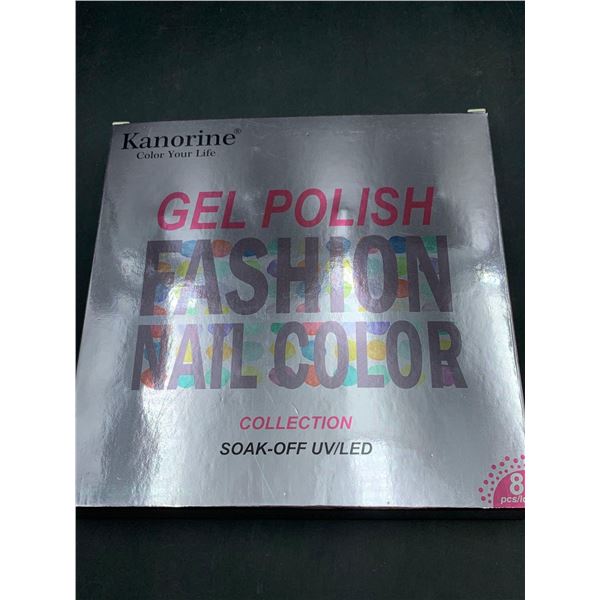 Kanorine®
Color Your Life
GEL POLISH
FASHION
NAIL COLOR
COLLECTION
SOAK-OFF UV/LED
8